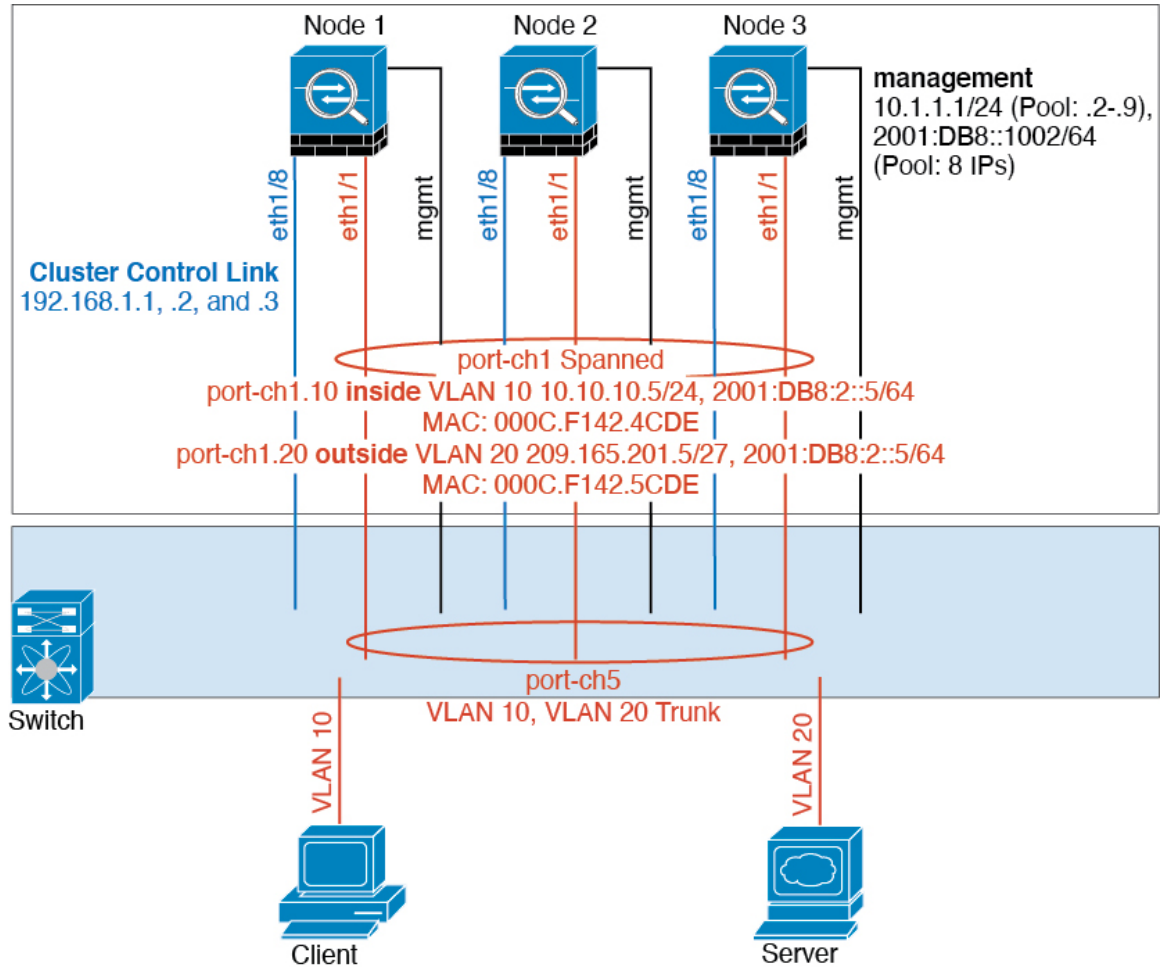 Node 1
Node 2
Node 3
management
10.1.1.1/24 (Pool: .2-.9),
2001:DB8::1002/64
(Pool: 8 IPs)
eth1/8
eth1/1
mgmt
eth1/8
eth1/1
mgmt
eth1/8
eth1/1
mgmt
Cluster Control Link
192.168.1.1, .2, and .3
port-ch1 Spanned
port-ch1.10 inside VLAN 10 10.10.10.5/24, 2001:DB8:2::5/64
MAC: 000C.F142.4CDE
port-ch1.20 outside VLAN 20 209.165.201.5/27, 2001:DB8:2::5/64
MAC: 000C.F142.5CDE
port-ch5
VLAN 10, VLAN 20 Trunk
Switch
VLAN 10
VLAN 20
Client
Server